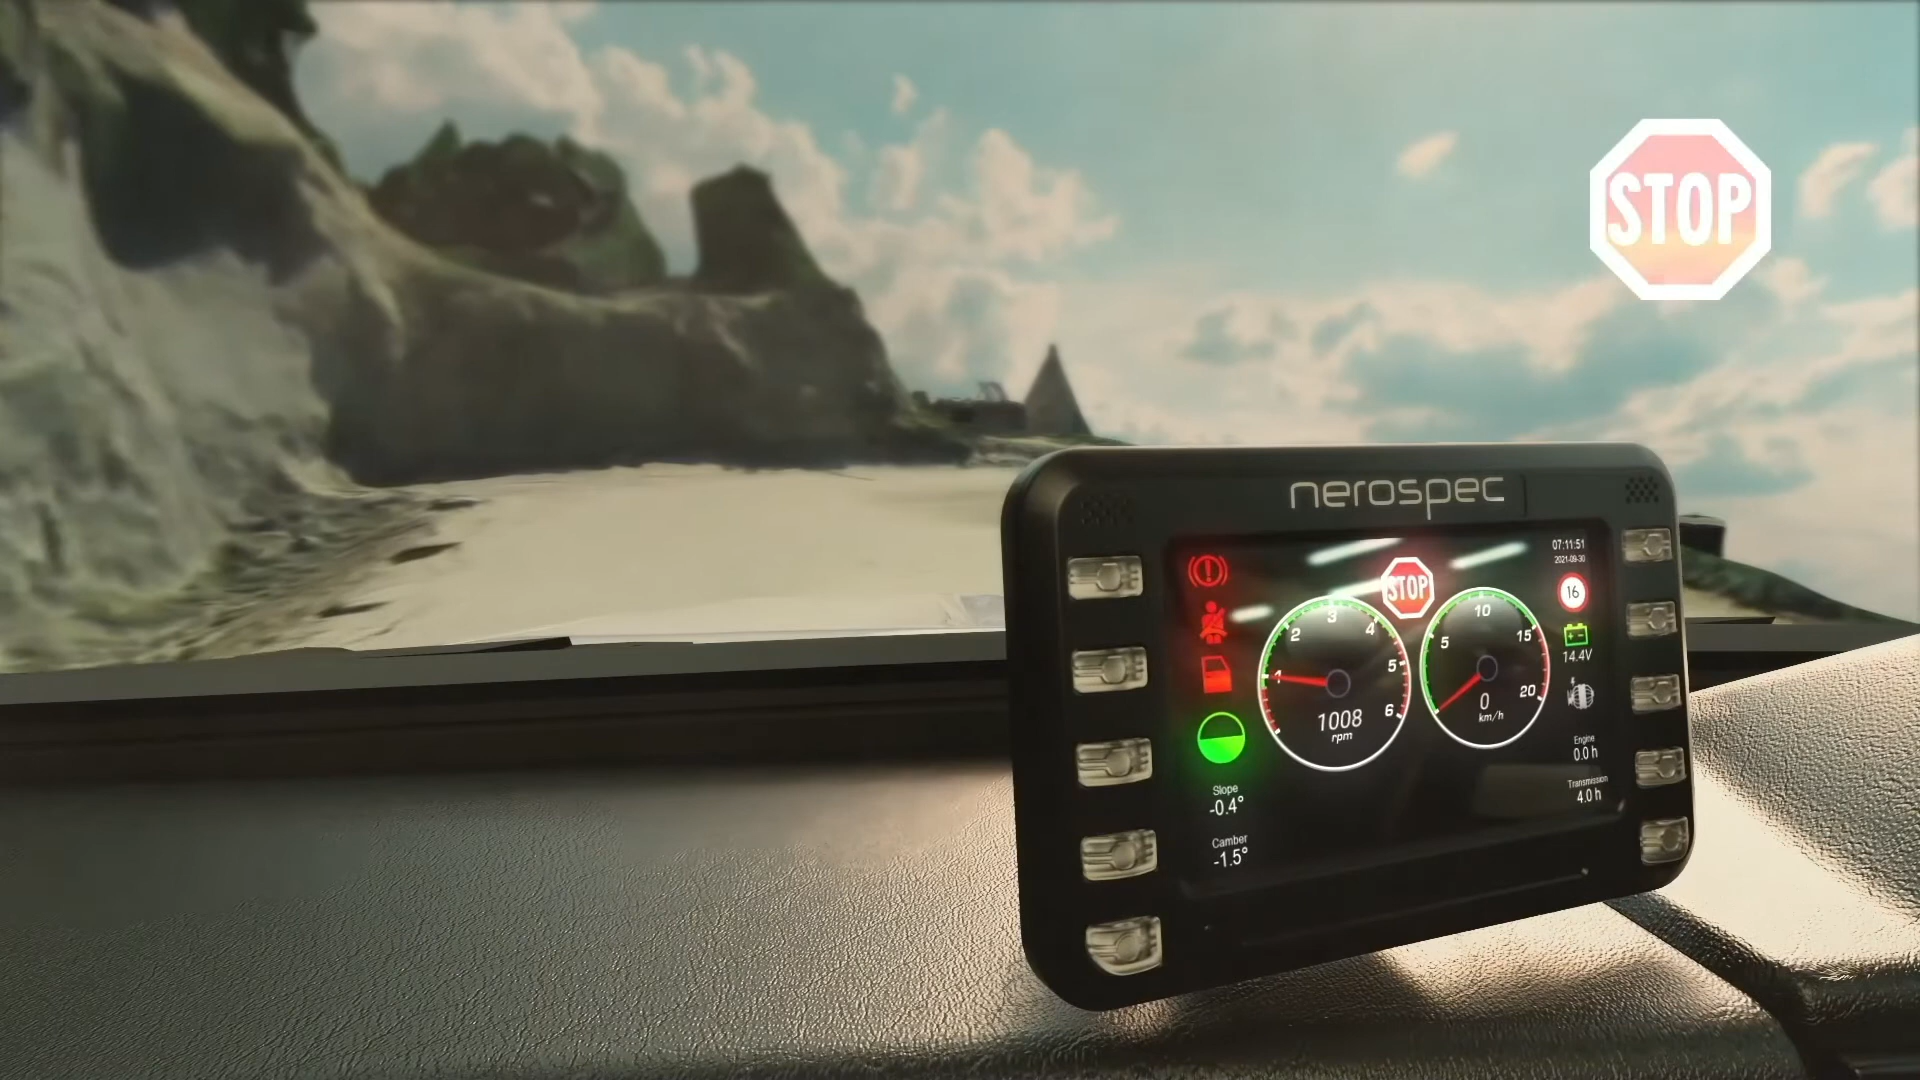 STOP
nerospec
07:11:51
2021-09-30
STOP
16
1 2 3 4 5 6
1008
rpm
5 10 15 20
0
km/h
14.4V
Engine
0.0 h
Transmission
4.0 h
Slope
-0.4°
Camber
-1.5°